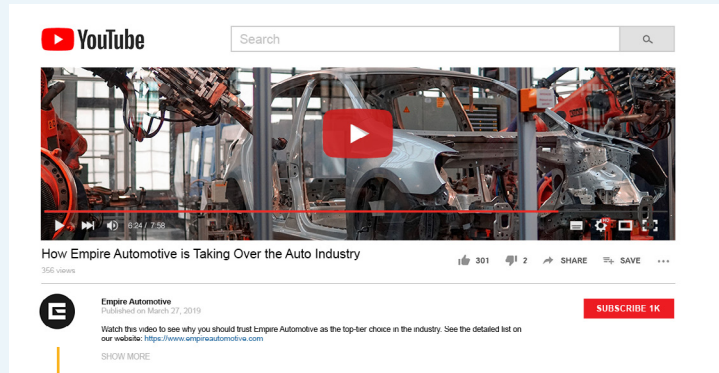 YouTube
Search
6:24 / 7:58
HD
How Empire Automotive is Taking Over the Auto Industry
356 views
301
2
SHARE
SAVE
Empire Automotive
Published on March 27, 2019
SUBSCRIBE 1K
Watch this video to see why you should trust Empire Automotive as the top-tier choice in the industry. See the detailed list on
our website: https://www.empireautomotive.com
SHOW MORE